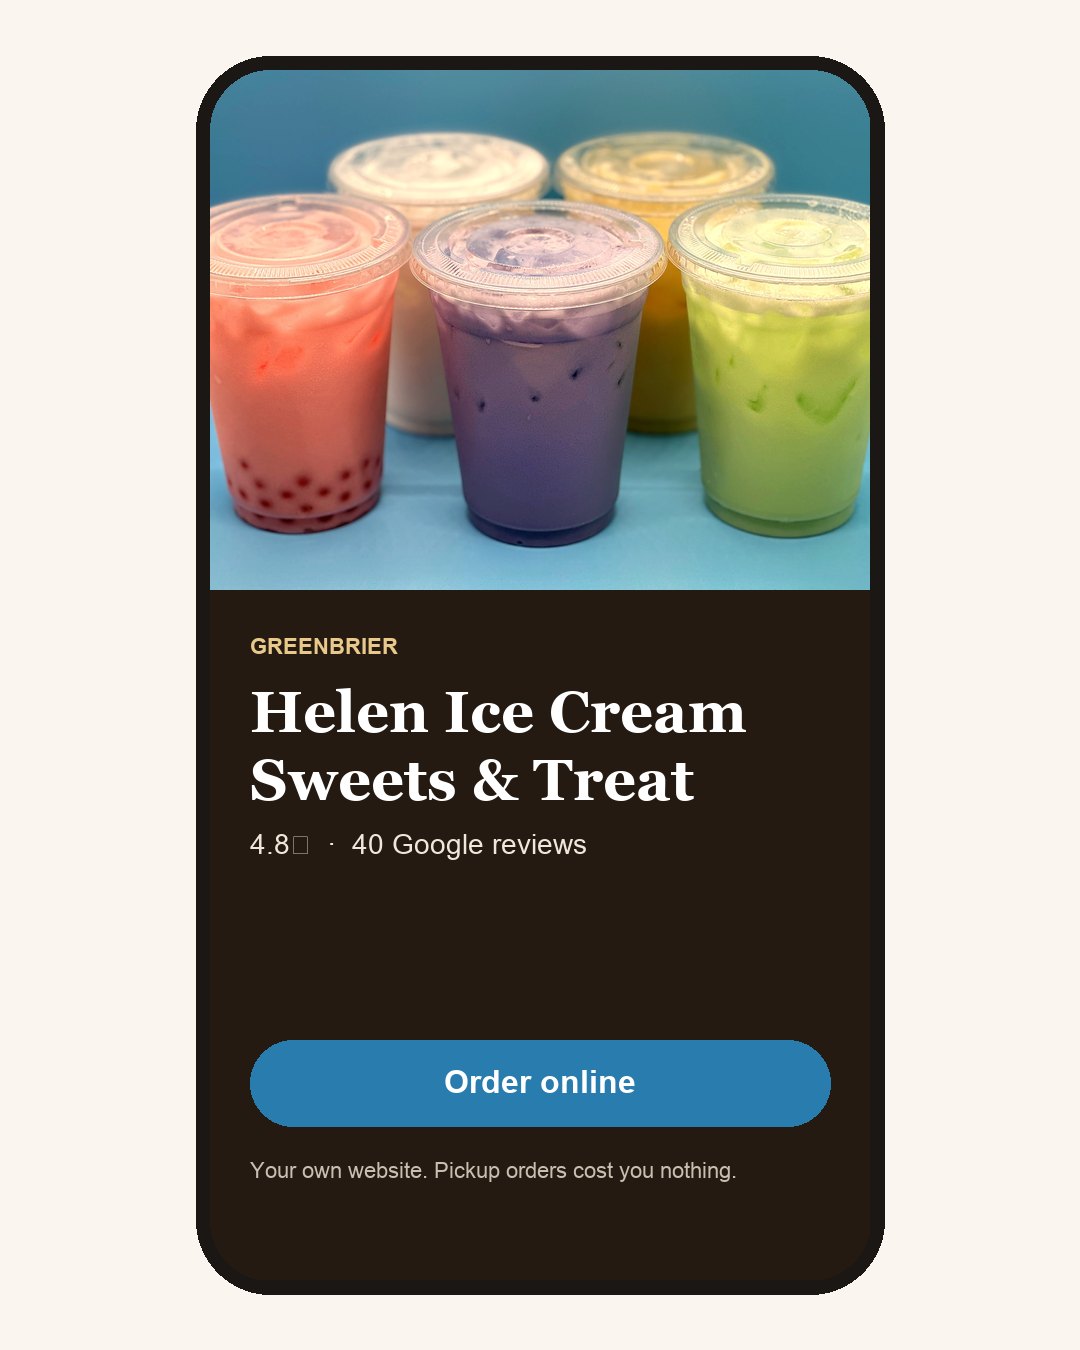 GREENBRIER
Helen Ice Cream
Sweets & Treat
4.8□ · 40 Google reviews
Order online
Your own website. Pickup orders cost you nothing.